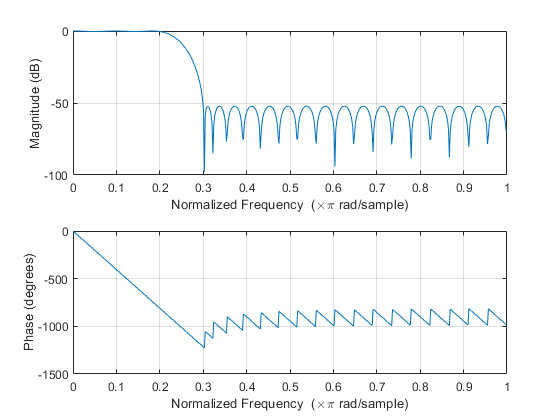 0
-50
-100
Magnitude (dB)
0 0.1 0.2 0.3 0.4 0.5 0.6 0.7 0.8 0.9 1
Normalized Frequency (×π rad/sample)
0
-500
-1000
-1500
Phase (degrees)
0 0.1 0.2 0.3 0.4 0.5 0.6 0.7 0.8 0.9 1
Normalized Frequency (×π rad/sample)